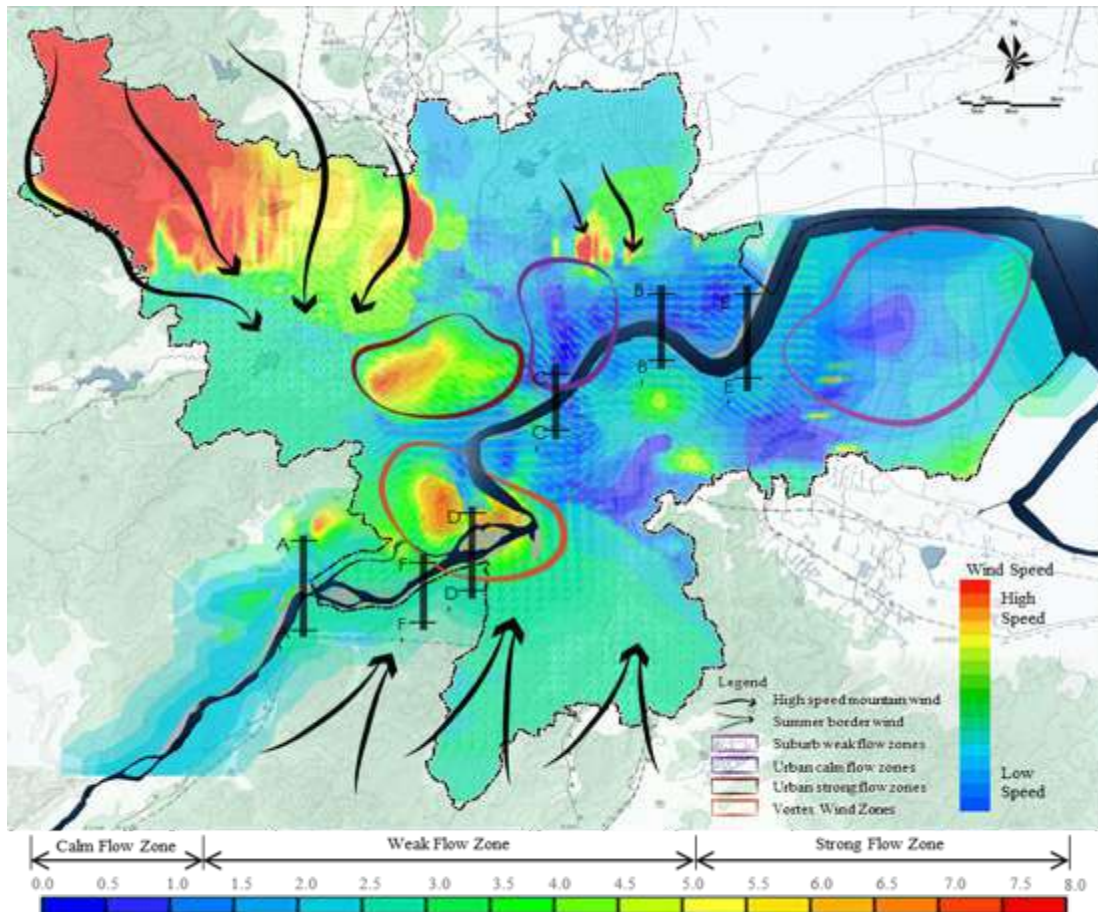 N
B
E
B
C
E
C
D
A
F
D
F
Wind Speed
High
Speed
Low
Speed
Legend
High speed mountain wind
Summer border wind
Suburb weak flow zones
Urban calm flow zones
Urban strong flow zones
Vortex Wind Zones
Calm Flow Zone
Weak Flow Zone
Strong Flow Zone
0.0 0.5 1.0 1.5 2.0 2.5 3.0 3.5 4.0 4.5 5.0 5.5 6.0 6.5 7.0 7.5 8.0